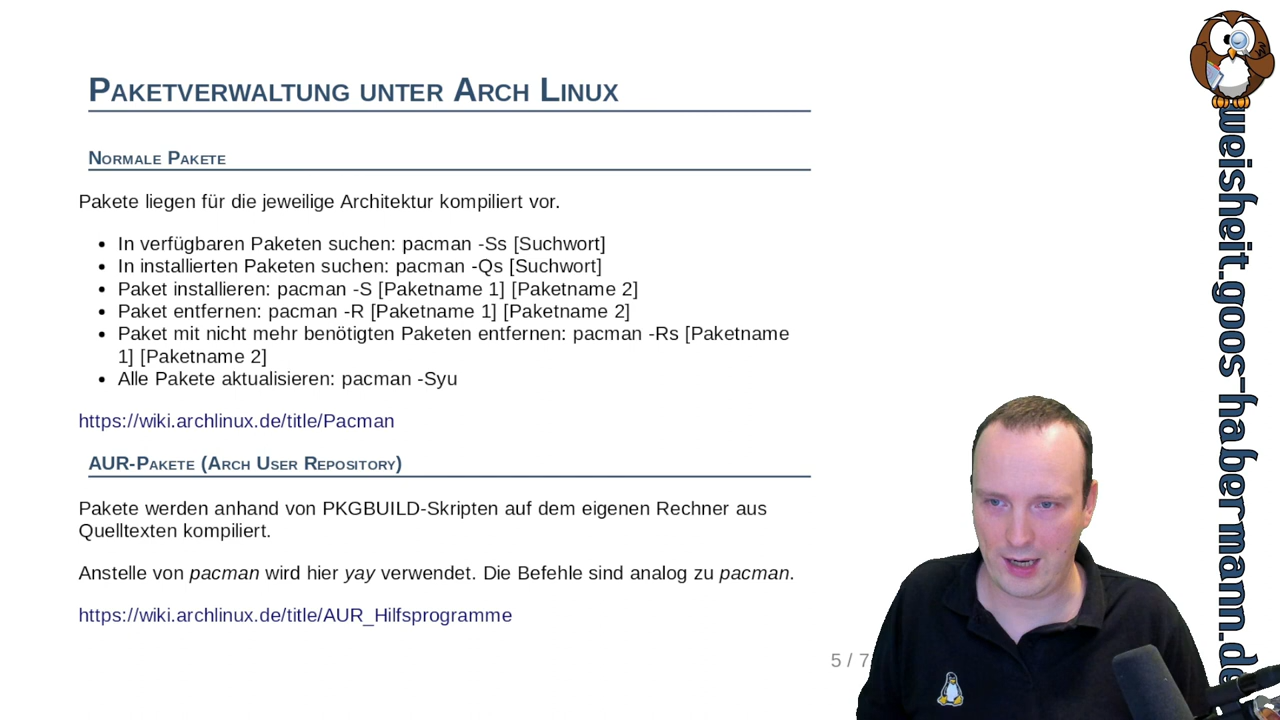 Paketverwaltung unter Arch Linux
Normale Pakete
Pakete liegen für die jeweilige Architektur kompiliert vor.
• In verfügbaren Paketen suchen: pacman -Ss [Suchwort]
• In installierten Paketen suchen: pacman -Qs [Suchwort]
• Paket installieren: pacman -S [Paketname 1] [Paketname 2]
• Paket entfernen: pacman -R [Paketname 1] [Paketname 2]
• Paket mit nicht mehr benötigten Paketen entfernen: pacman -Rs [Paketname
1] [Paketname 2]
• Alle Pakete aktualisieren: pacman -Syu
https://wiki.archlinux.de/title/Pacman
AUR-Pakete (Arch User Repository)
Pakete werden anhand von PKGBUILD-Skripten auf dem eigenen Rechner aus
Quelltexten kompiliert.
Anstelle von pacman wird hier yay verwendet. Die Befehle sind analog zu pacman.
https://wiki.archlinux.de/title/AUR_Hilfsprogramme
5 / 7
weisheit.goos-habermann.de